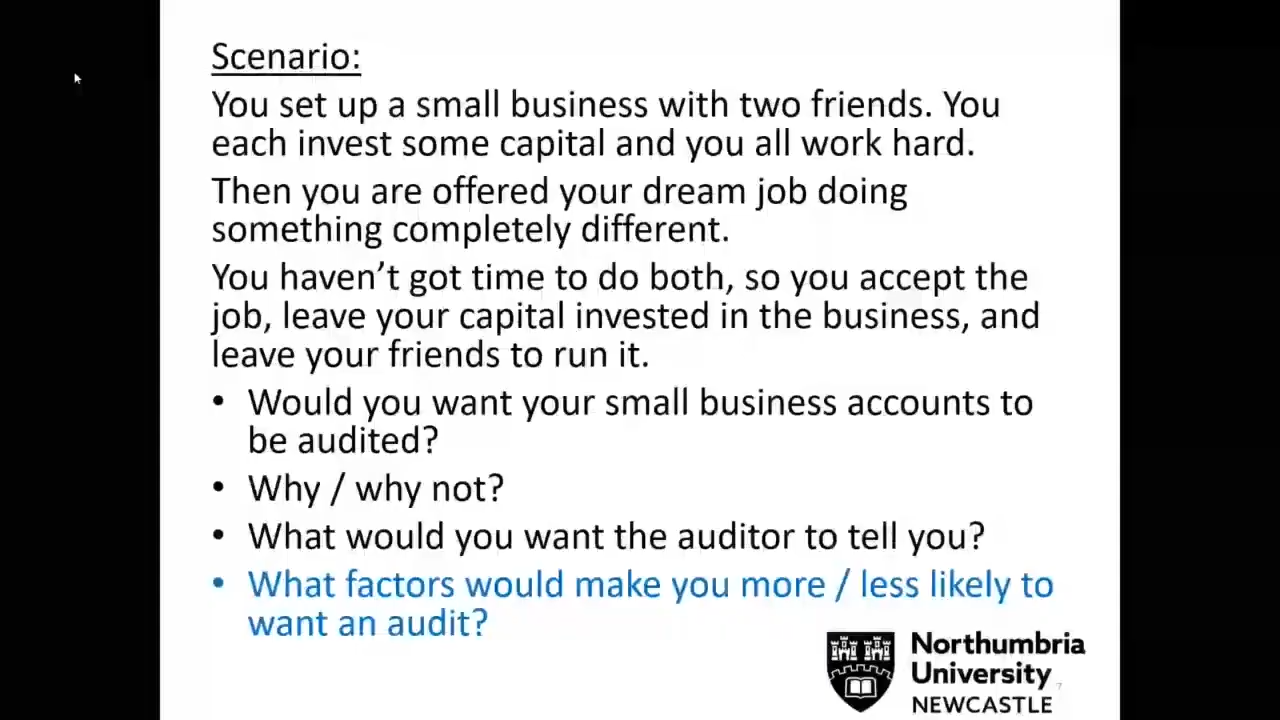 Scenario:
You set up a small business with two friends. You
each invest some capital and you all work hard.
Then you are offered your dream job doing
something completely different.
You haven't got time to do both, so you accept the
job, leave your capital invested in the business, and
leave your friends to run it.
• Would you want your small business accounts to
be audited?
• Why / why not?
• What would you want the auditor to tell you?
• What factors would make you more / less likely to
want an audit?
Northumbria
University
NEWCASTLE